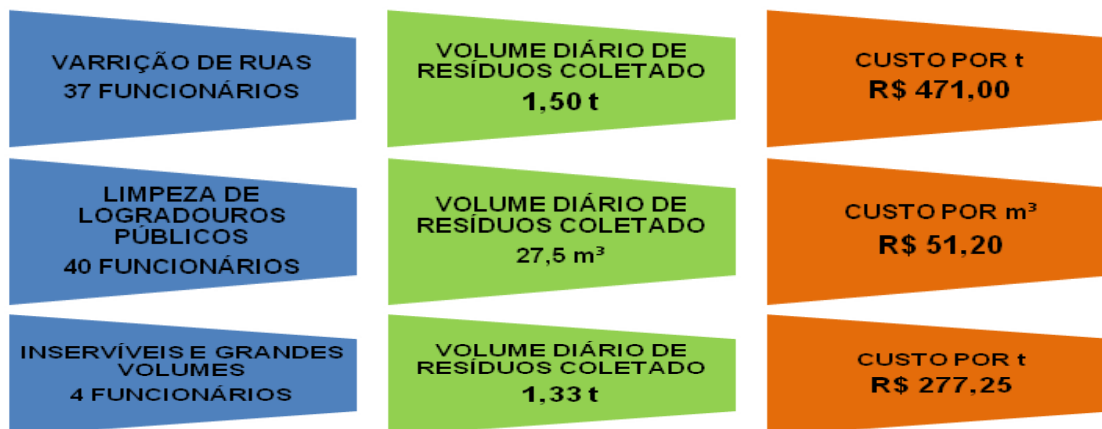 VARRIÇÃO DE RUAS
37 FUNCIONÁRIOS
VOLUME DIÁRIO DE
RESÍDUOS COLETADO
1,50 t
CUSTO POR t
R$ 471,00
LIMPEZA DE
LOGRADOUROS
PÚBLICOS
40 FUNCIONÁRIOS
VOLUME DIÁRIO DE
RESÍDUOS COLETADO
27,5 m³
CUSTO POR m³
R$ 51,20
INSERVÍVEIS E GRANDES
VOLUMES
4 FUNCIONÁRIOS
VOLUME DIÁRIO DE
RESÍDUOS COLETADO
1,33 t
CUSTO POR t
R$ 277,25